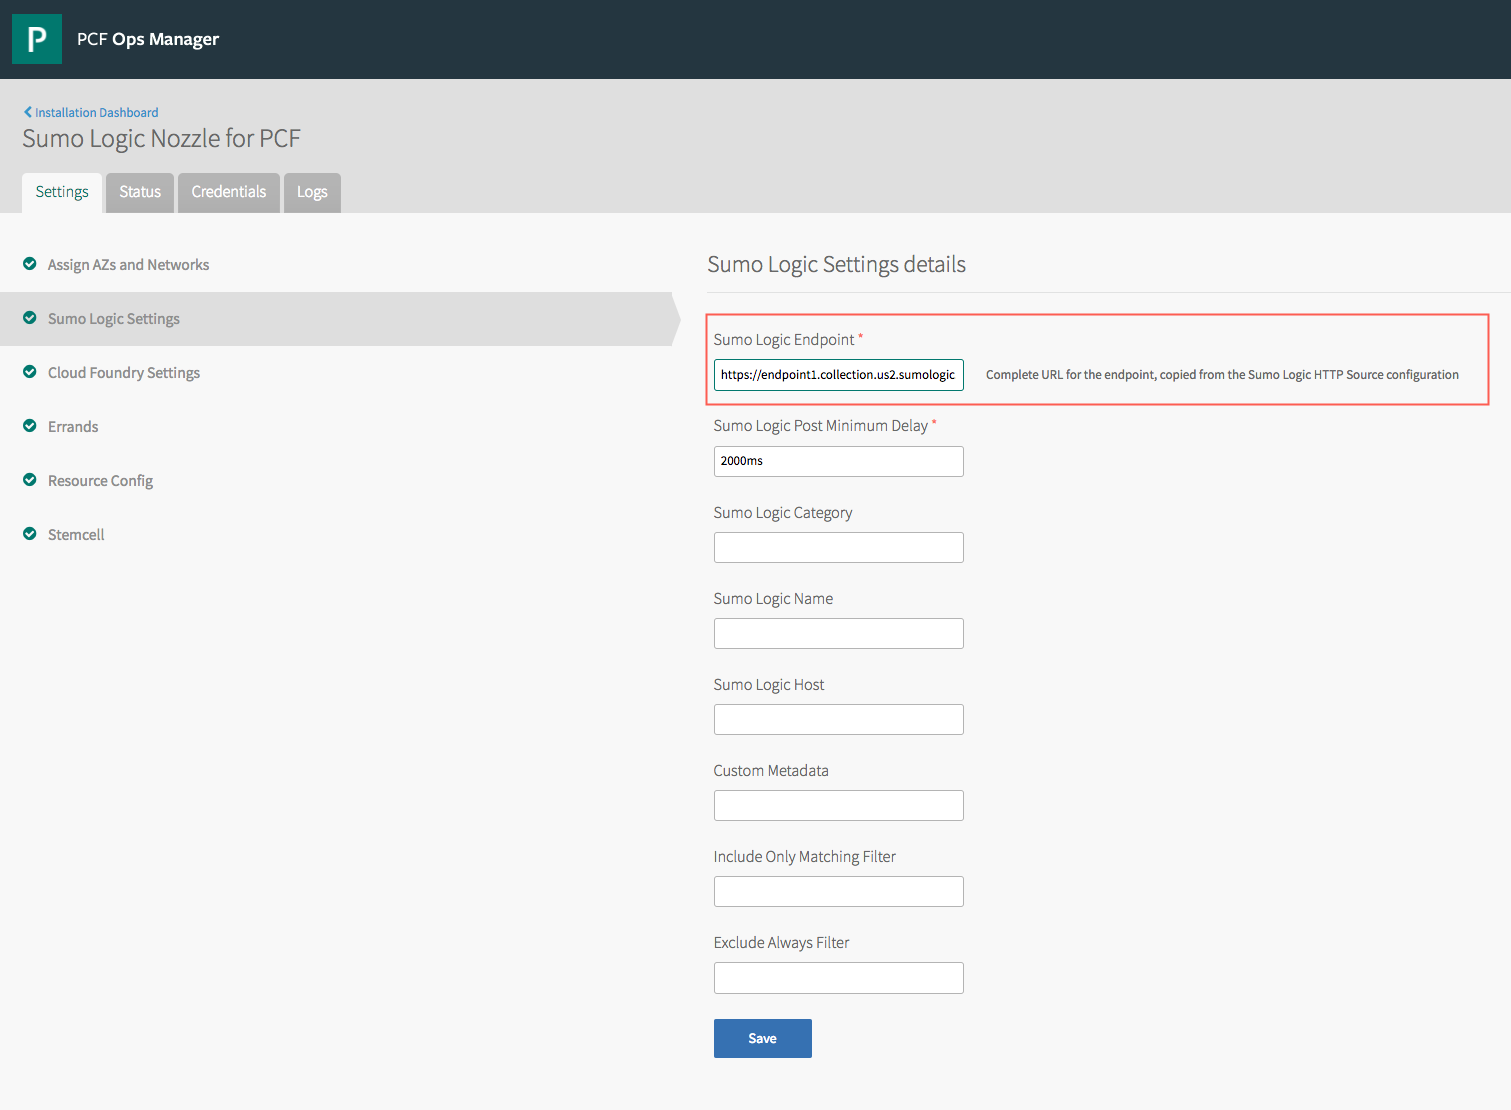 P
PCF Ops Manager
Installation Dashboard
Sumo Logic Nozzle for PCF
Settings
Status
Credentials
Logs
Assign AZs and Networks
Sumo Logic Settings
Cloud Foundry Settings
Errands
Resource Config
Stemcell
Sumo Logic Settings details
Sumo Logic Endpoint *
https://endpoint1.collection.us2.sumologic
Complete URL for the endpoint, copied from the Sumo Logic HTTP Source configuration
Sumo Logic Post Minimum Delay *
2000ms
Sumo Logic Category
Sumo Logic Name
Sumo Logic Host
Custom Metadata
Include Only Matching Filter
Exclude Always Filter
Save